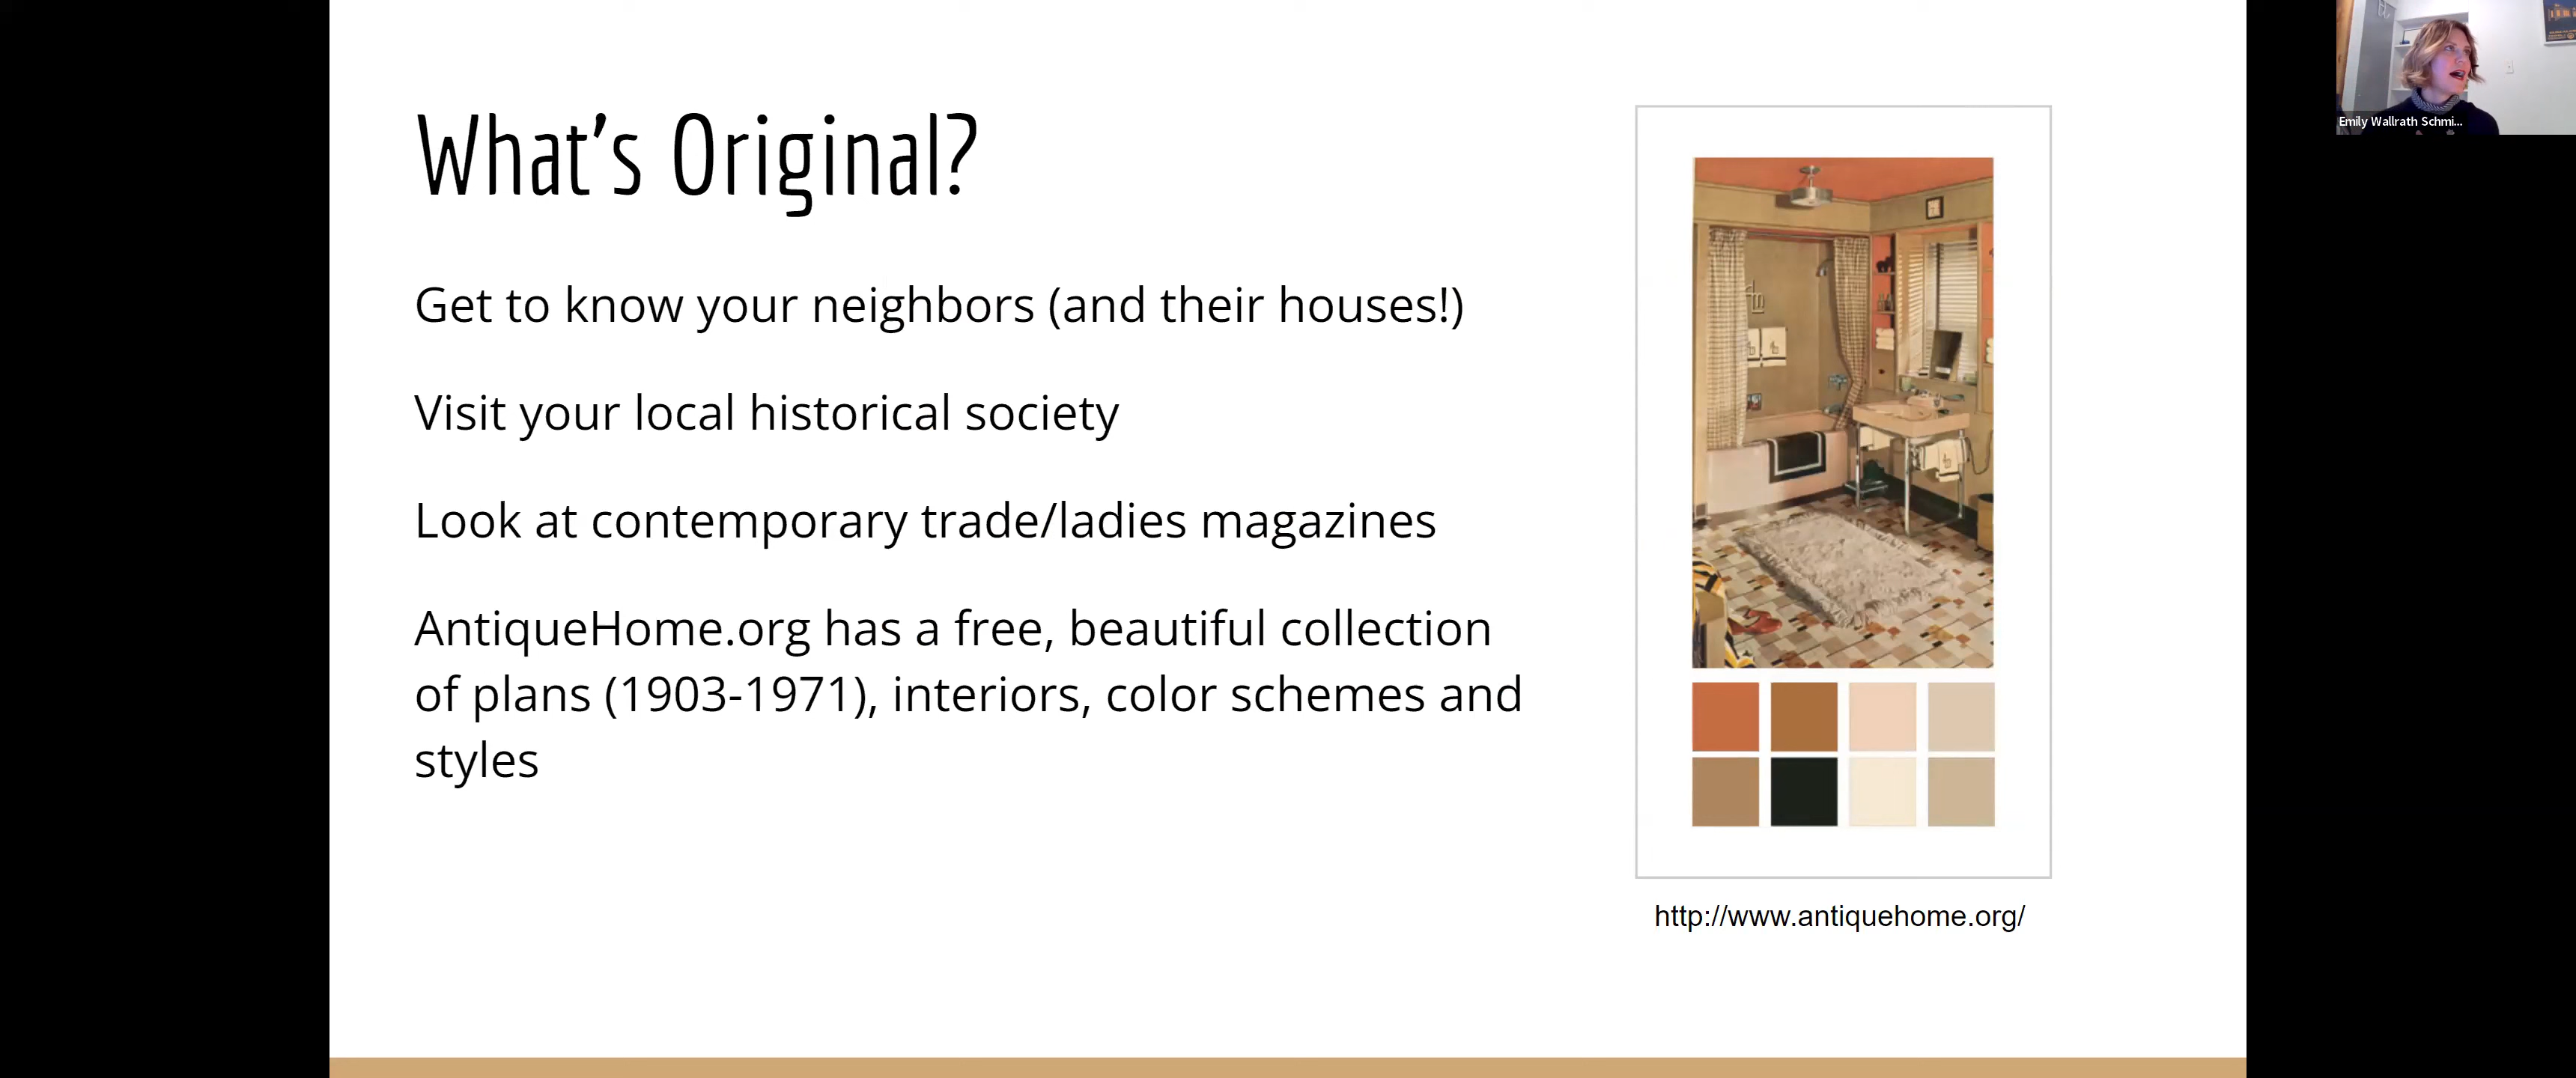 What's Original?
Get to know your neighbors (and their houses!)
Visit your local historical society
Look at contemporary trade/ladies magazines
AntiqueHome.org has a free, beautiful collection
of plans (1903-1971), interiors, color schemes and
styles
http://www.antiquehome.org/
Emily Wallrath Schmi...